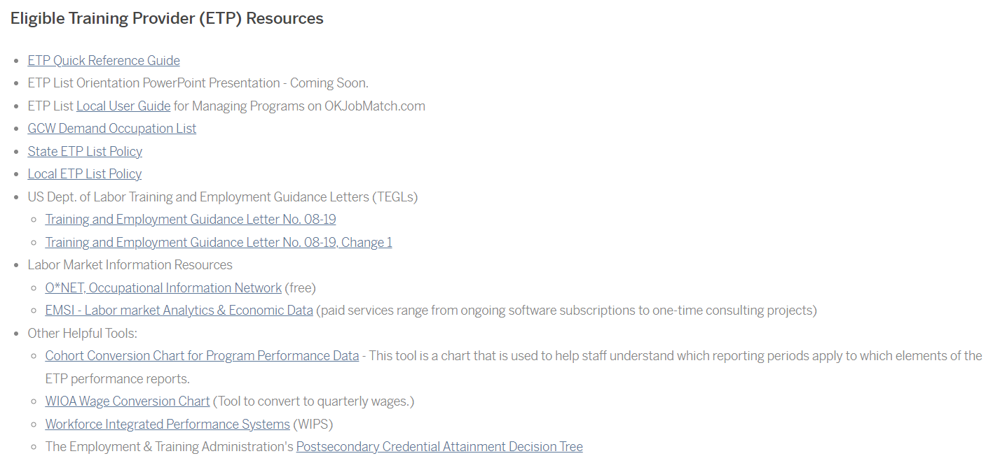 Eligible Training Provider (ETP) Resources
ETP Quick Reference Guide
ETP List Orientation PowerPoint Presentation - Coming Soon.
ETP List Local User Guide for Managing Programs on OKJobMatch.com
GCW Demand Occupation List
State ETP List Policy
Local ETP List Policy
US Dept. of Labor Training and Employment Guidance Letters (TEGLs)
Training and Employment Guidance Letter No. 08-19
Training and Employment Guidance Letter No. 08-19, Change 1
Labor Market Information Resources
O*NET, Occupational Information Network (free)
EMSI - Labor market Analytics & Economic Data (paid services range from ongoing software subscriptions to one-time consulting projects)
Other Helpful Tools:
Cohort Conversion Chart for Program Performance Data - This tool is a chart that is used to help staff understand which reporting periods apply to which elements of the
ETP performance reports.
WIOA Wage Conversion Chart (Tool to convert to quarterly wages.)
Workforce Integrated Performance Systems (WIPS)
The Employment & Training Administration's Postsecondary Credential Attainment Decision Tree